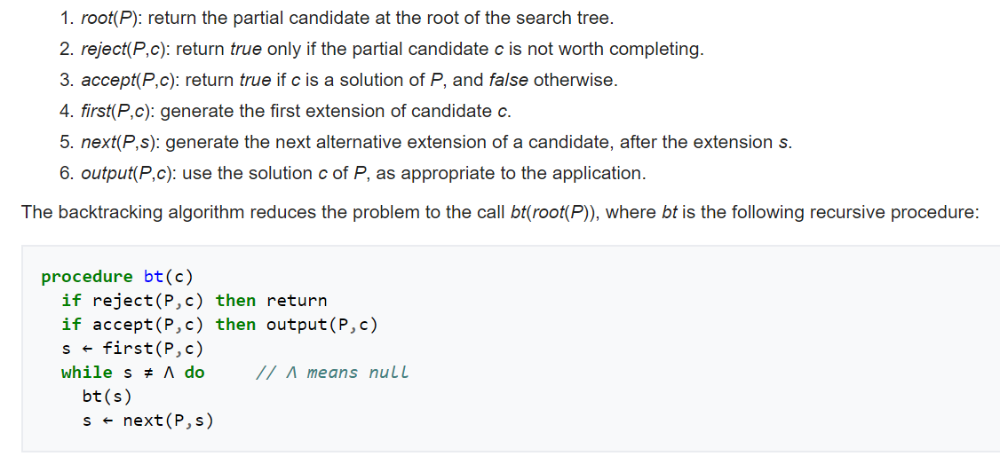 1. root(P): return the partial candidate at the root of the search tree.
2. reject(P,c): return true only if the partial candidate c is not worth completing.
3. accept(P,c): return true if c is a solution of P, and false otherwise.
4. first(P,c): generate the first extension of candidate c.
5. next(P,s): generate the next alternative extension of a candidate, after the extension s.
6. output(P,c): use the solution c of P, as appropriate to the application.
The backtracking algorithm reduces the problem to the call bt(root(P)), where bt is the following recursive procedure:
procedure bt(c)
  if reject(P,c) then return
  if accept(P,c) then output(P,c)
  s ← first(P,c)
  while s ≠ Λ do     // Λ means null
    bt(s)
    s ← next(P,s)